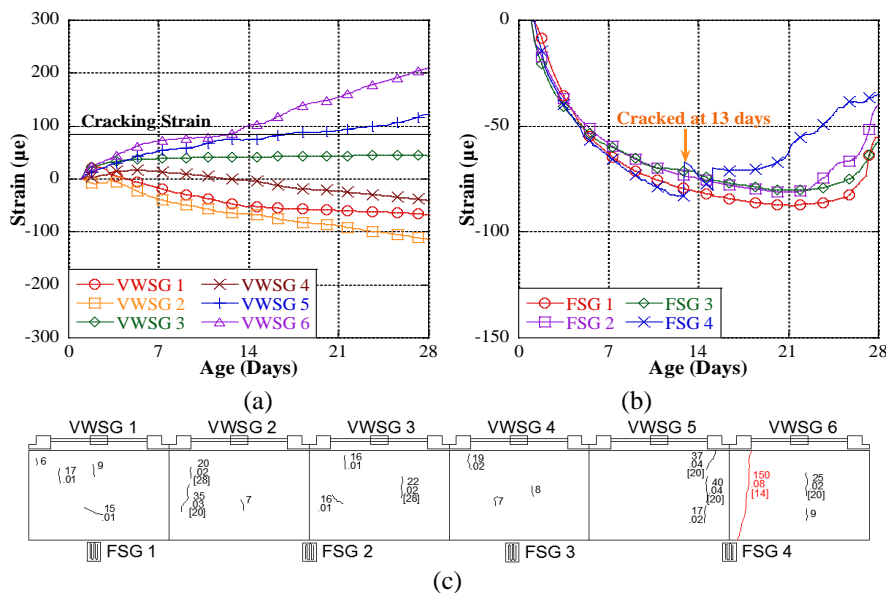 300
200
100
0
-100
-200
-300
Strain (µe)
Cracking Strain
VWSG 1
VWSG 2
VWSG 3
VWSG 4
VWSG 5
VWSG 6
0
7
14
21
28
Age (Days)
(a)
0
-50
-100
-150
Strain (µe)
Cracked at 13 days
FSG 1
FSG 2
FSG 3
FSG 4
0
7
14
21
28
Age (Days)
(b)
VWSG 1
VWSG 2
VWSG 3
VWSG 4
VWSG 5
VWSG 6
6
17
.01
9
15
.01
20
.02
[28]
35
.03
[20]
7
16
.01
22
.02
[28]
16
.01
19
.02
8
7
37
.04
[20]
40
.04
[20]
17
.02
150
.08
[14]
25
.02
[20]
9
FSG 1
FSG 2
FSG 3
FSG 4
(c)